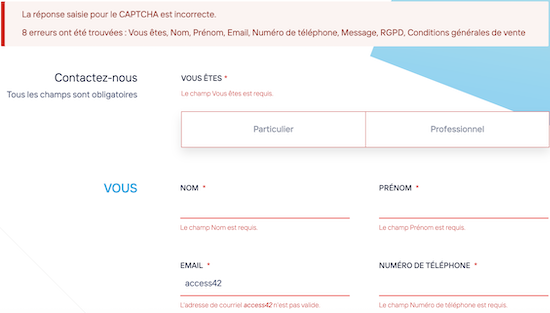 La réponse saisie pour le CAPTCHA est incorrecte.
8 erreurs ont été trouvées : Vous êtes, Nom, Prénom, Email, Numéro de téléphone, Message, RGPD, Conditions générales de vente
Contactez-nous
Tous les champs sont obligatoires
VOUS ÊTES *
Le champ Vous êtes est requis.
Particulier
Professionnel
VOUS
NOM *
PRÉNOM *
Le champ Nom est requis.
Le champ Prénom est requis.
EMAIL *
NUMÉRO DE TÉLÉPHONE *
access42
L'adresse de courriel access42 n'est pas valide.
Le champ Numéro de téléphone est requis.